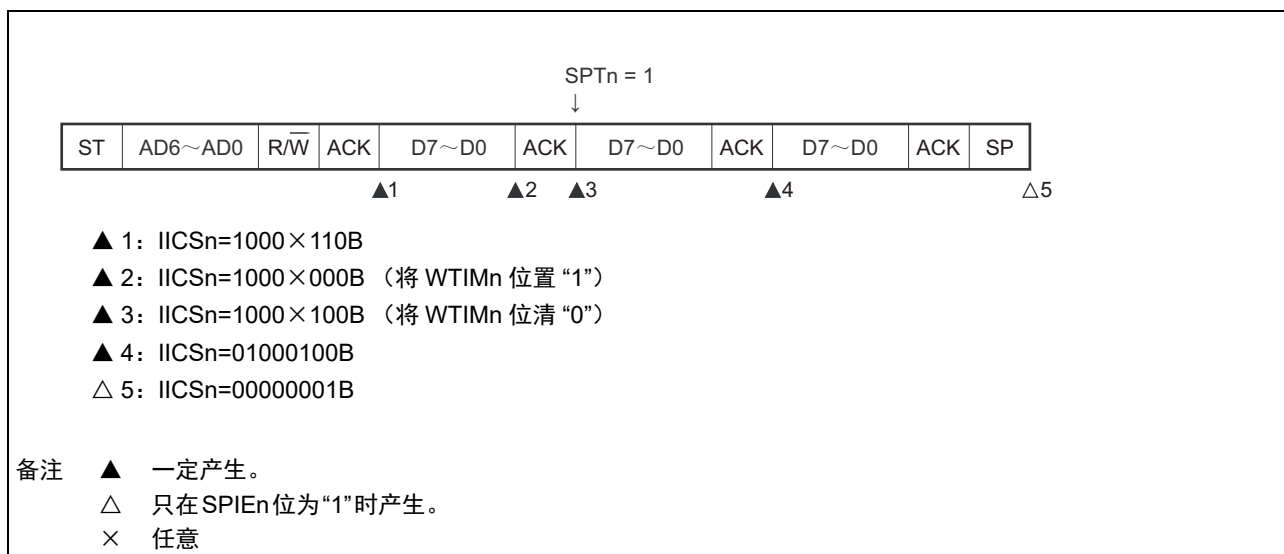 SPTn = 1
↓
ST AD6～AD0 R/W̅ ACK D7～D0 ACK D7～D0 ACK D7～D0 ACK SP
▲1 ▲2 ▲3 ▲4 △5
▲ 1：IICSn=1000×110B
▲ 2：IICSn=1000×000B （将 WTIMn 位置 “1”）
▲ 3：IICSn=1000×100B （将 WTIMn 位清 “0”）
▲ 4：IICSn=01000100B
△ 5：IICSn=00000001B
备注 ▲ 一定产生。
△ 只在SPIEn位为“1”时产生。
× 任意